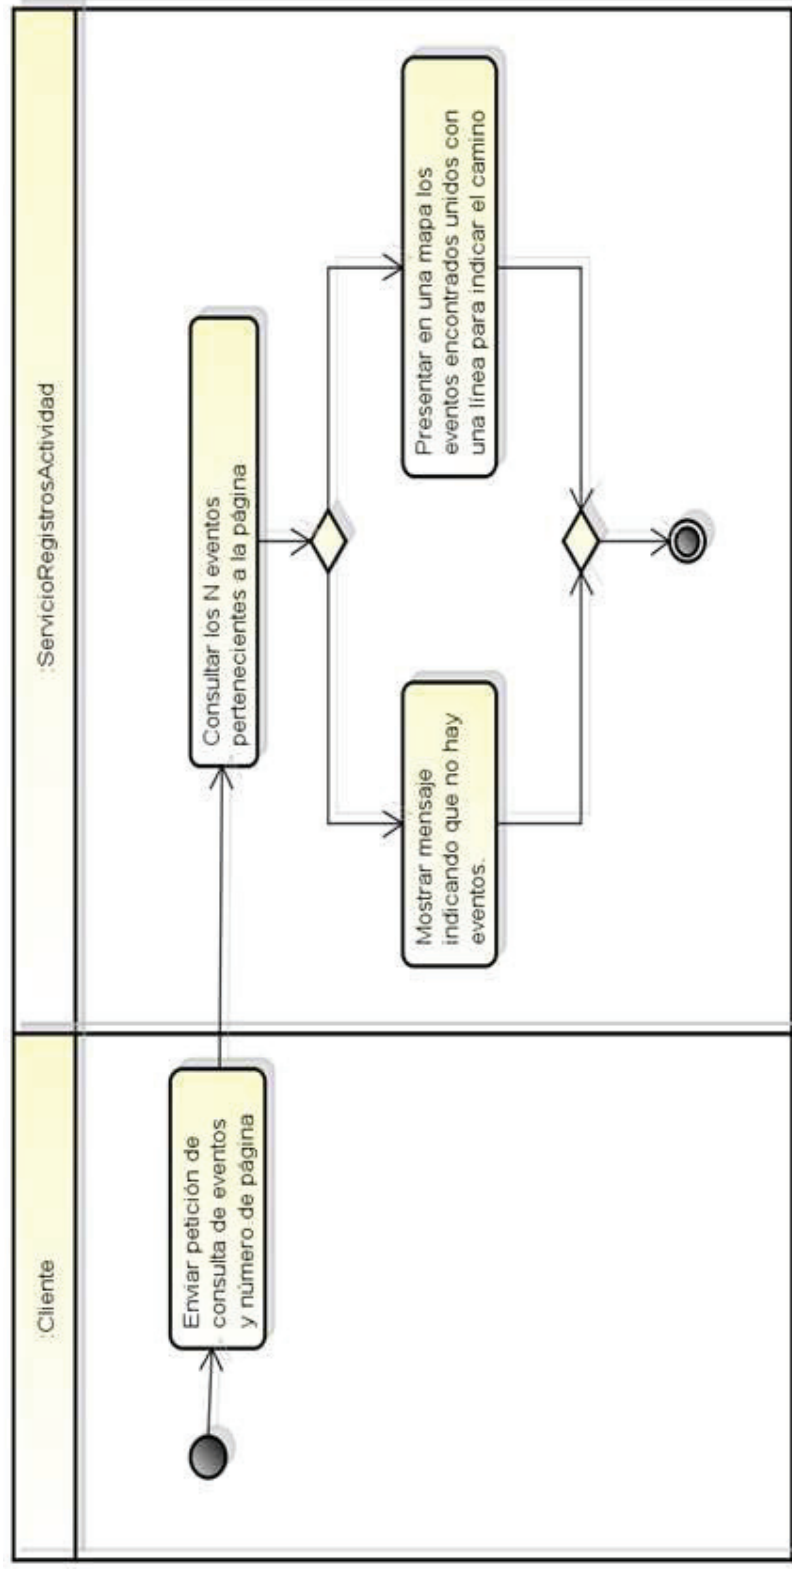 :Cliente
:ServicioRegistrosActividad
Enviar petición de
consulta de eventos
y número de página
Consultar los N eventos
pertenecientes a la página
Mostrar mensaje
indicando que no hay
eventos.
Presentar en una mapa los
eventos encontrados unidos con
una línea para indicar el camino